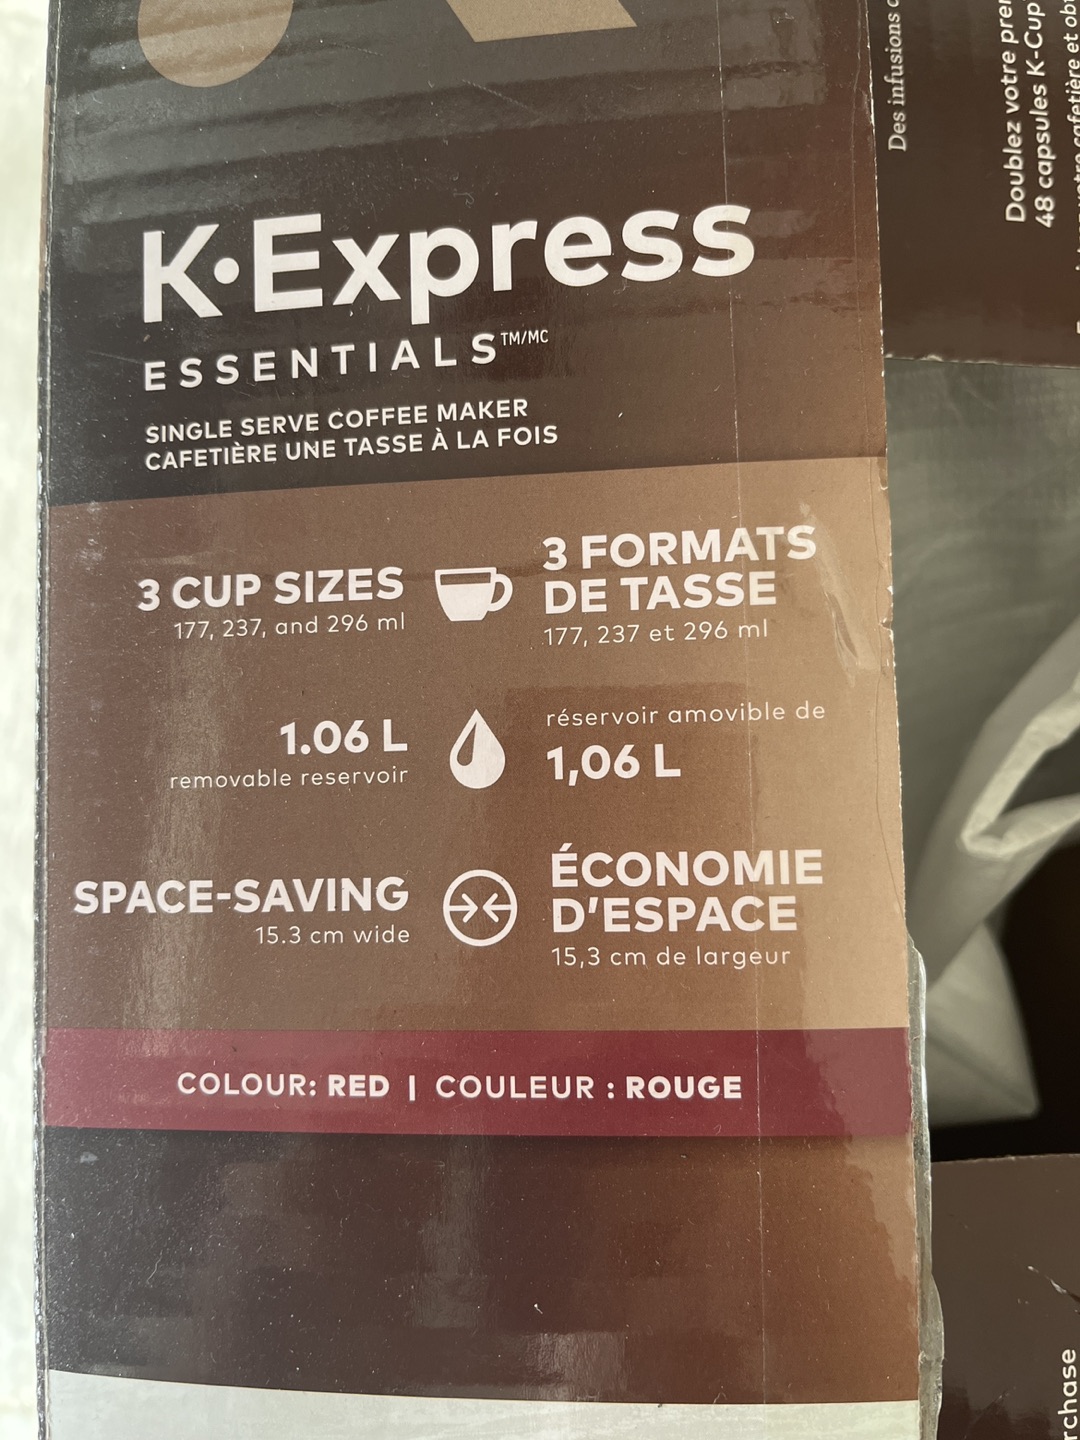 K•Express
ESSENTIALS™/MC
SINGLE SERVE COFFEE MAKER
CAFETIÈRE UNE TASSE À LA FOIS
3 CUP SIZES
177, 237, and 296 ml
3 FORMATS
DE TASSE
177, 237 et 296 ml
1.06 L
removable reservoir
réservoir amovible de
1,06 L
SPACE-SAVING
15.3 cm wide
ÉCONOMIE
D'ESPACE
15,3 cm de largeur
COLOUR: RED | COULEUR : ROUGE
Des infusions
Doublez votre
48 capsules K-Cup
cafetière et